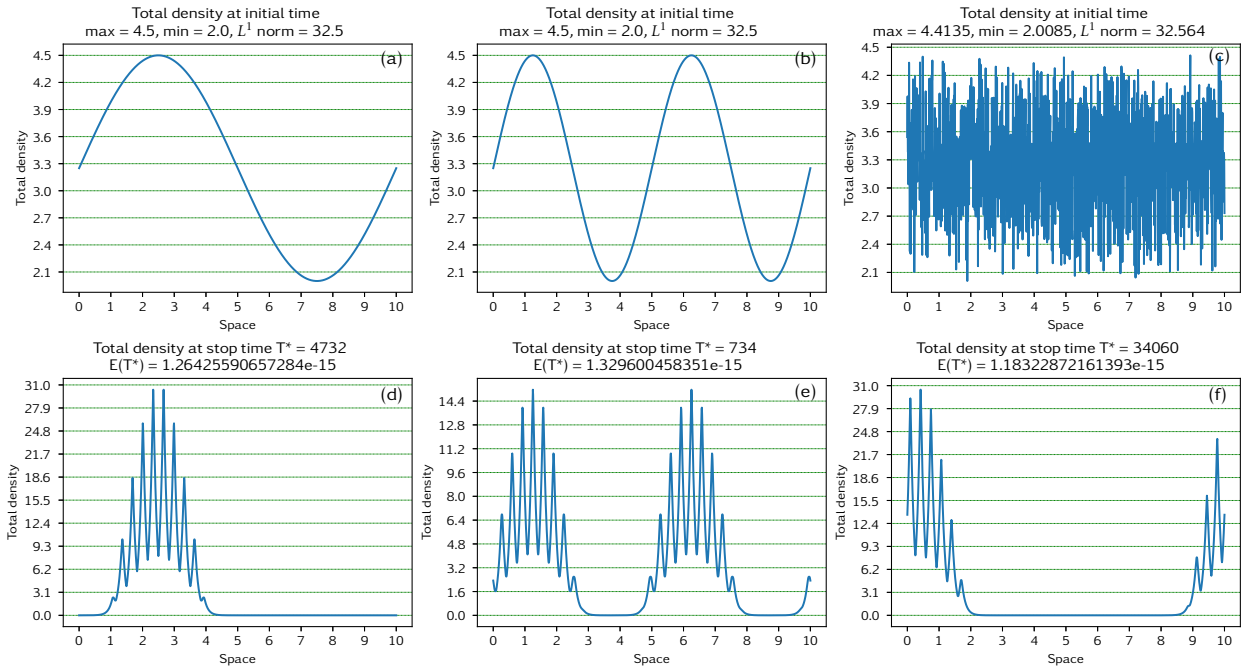 Total density at initial time
max = 4.5, min = 2.0, L¹ norm = 32.5
(a)
4.5
4.2
3.9
3.6
3.3
3.0
2.7
2.4
2.1
Total density
0 1 2 3 4 5 6 7 8 9 10
Space
Total density at initial time
max = 4.5, min = 2.0, L¹ norm = 32.5
(b)
4.5
4.2
3.9
3.6
3.3
3.0
2.7
2.4
2.1
Total density
0 1 2 3 4 5 6 7 8 9 10
Space
Total density at initial time
max = 4.4135, min = 2.0085, L¹ norm = 32.564
(c)
4.5
4.2
3.9
3.6
3.3
3.0
2.7
2.4
2.1
Total density
0 1 2 3 4 5 6 7 8 9 10
Space
Total density at stop time T* = 4732
E(T*) = 1.26425590657284e-15
(d)
31.0
27.9
24.8
21.7
18.6
15.5
12.4
9.3
6.2
3.1
0.0
Total density
0 1 2 3 4 5 6 7 8 9 10
Space
Total density at stop time T* = 734
E(T*) = 1.329600458351e-15
(e)
14.4
12.8
11.2
9.6
8.0
6.4
4.8
3.2
1.6
0.0
Total density
0 1 2 3 4 5 6 7 8 9 10
Space
Total density at stop time T* = 34060
E(T*) = 1.18322872161393e-15
(f)
31.0
27.9
24.8
21.7
18.6
15.5
12.4
9.3
6.2
3.1
0.0
Total density
0 1 2 3 4 5 6 7 8 9 10
Space